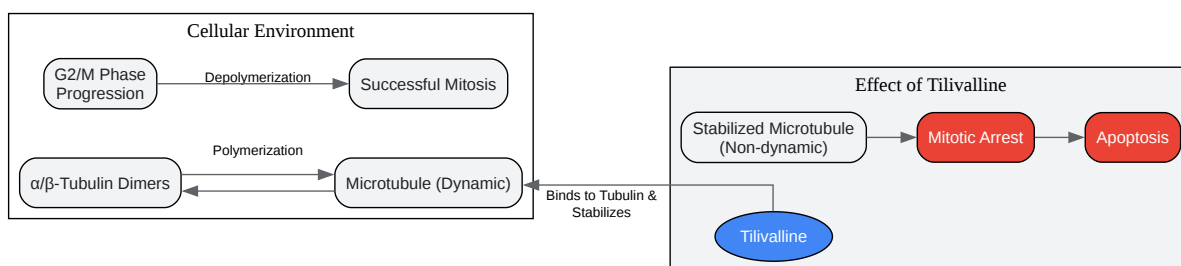 Cellular Environment
G2/M Phase
Progression
Depolymerization
Successful Mitosis
α/β-Tubulin Dimers
Polymerization
Microtubule (Dynamic)
Binds to Tubulin &
Stabilizes
Effect of Tilivalline
Stabilized Microtubule
(Non-dynamic)
Mitotic Arrest
Apoptosis
Tilivalline